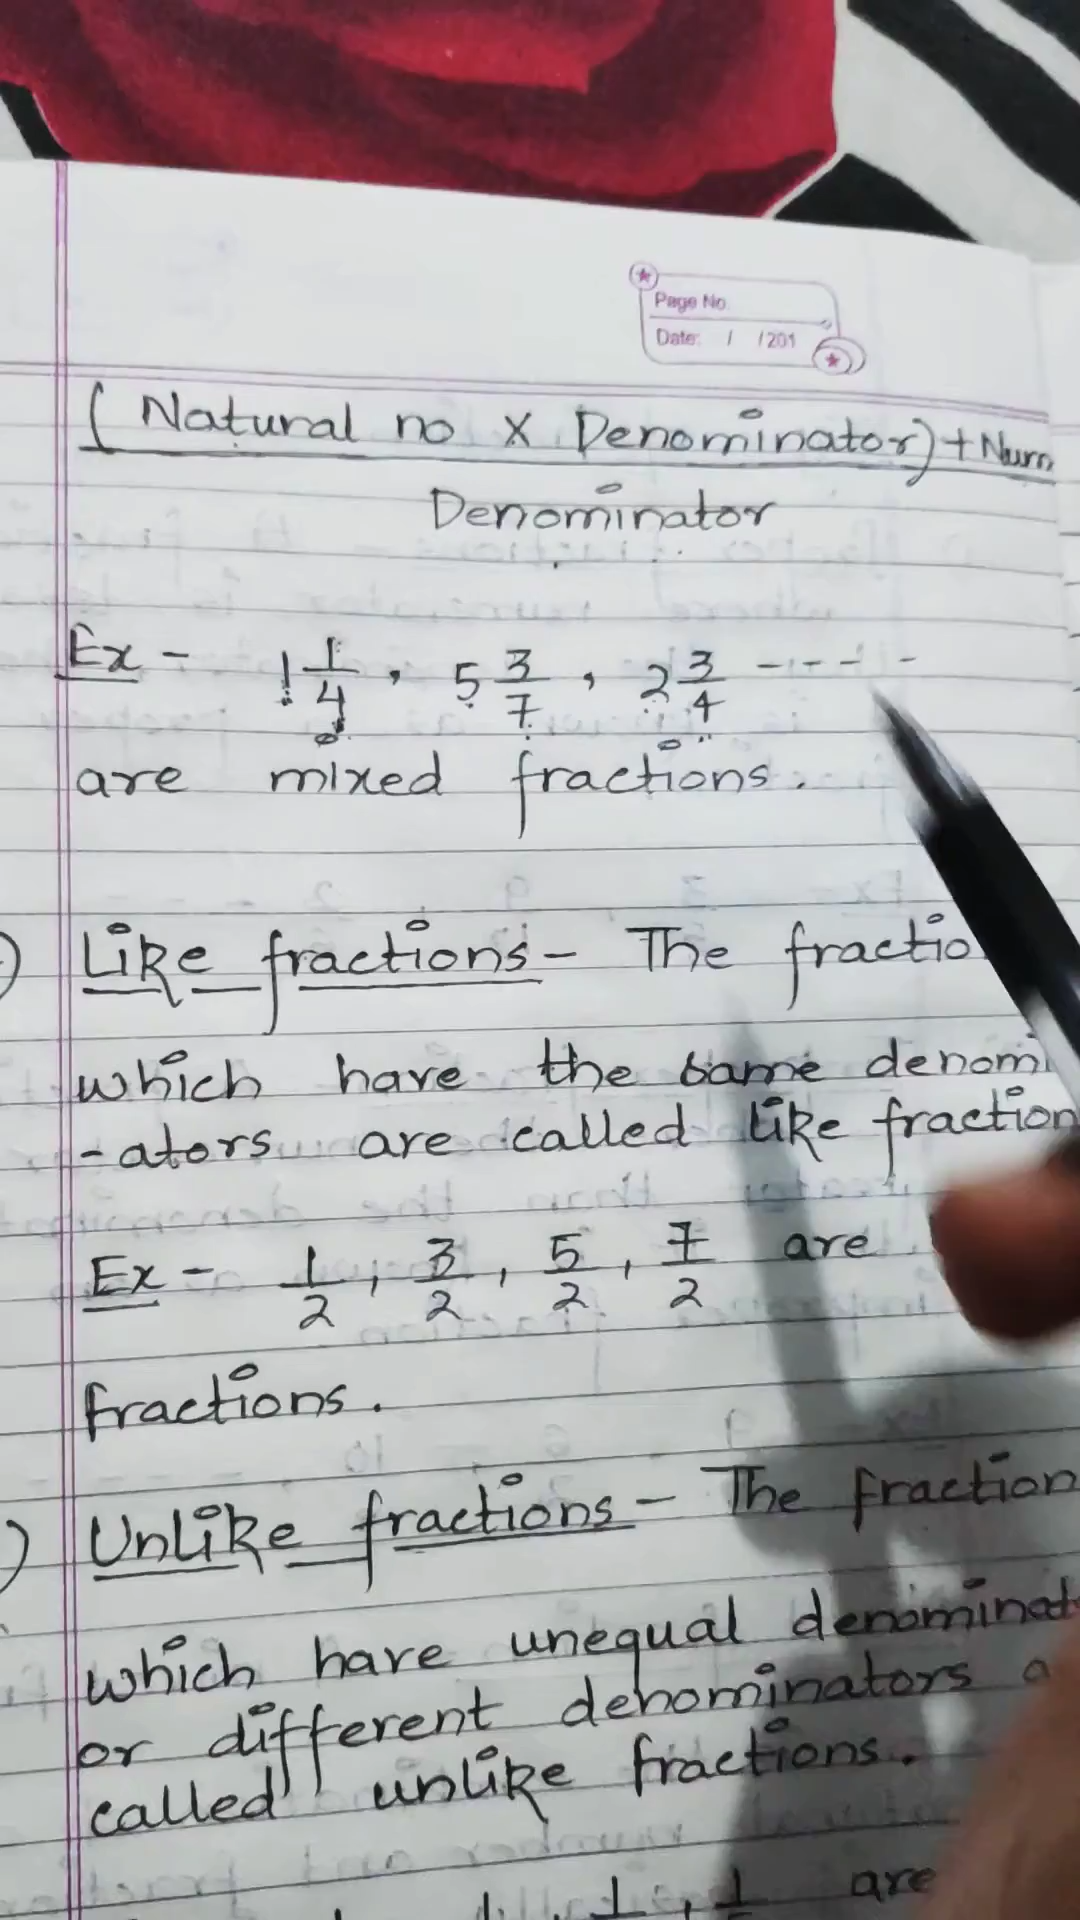 Page No
Date: / /201
(Natural no X Denominator) + Num
Denominator
Ex - 1 1/4, 5 3/7, 2 3/4 -----
are mixed fractions.
Like fractions - The fractio
which have the same denomi
-ators are called like fraction
Ex - 1/2, 3/2, 5/2, 7/2 are
fractions.
Unlike fractions - The fraction
which have unequal denominat
or different denominators a
called unlike fractions.
are